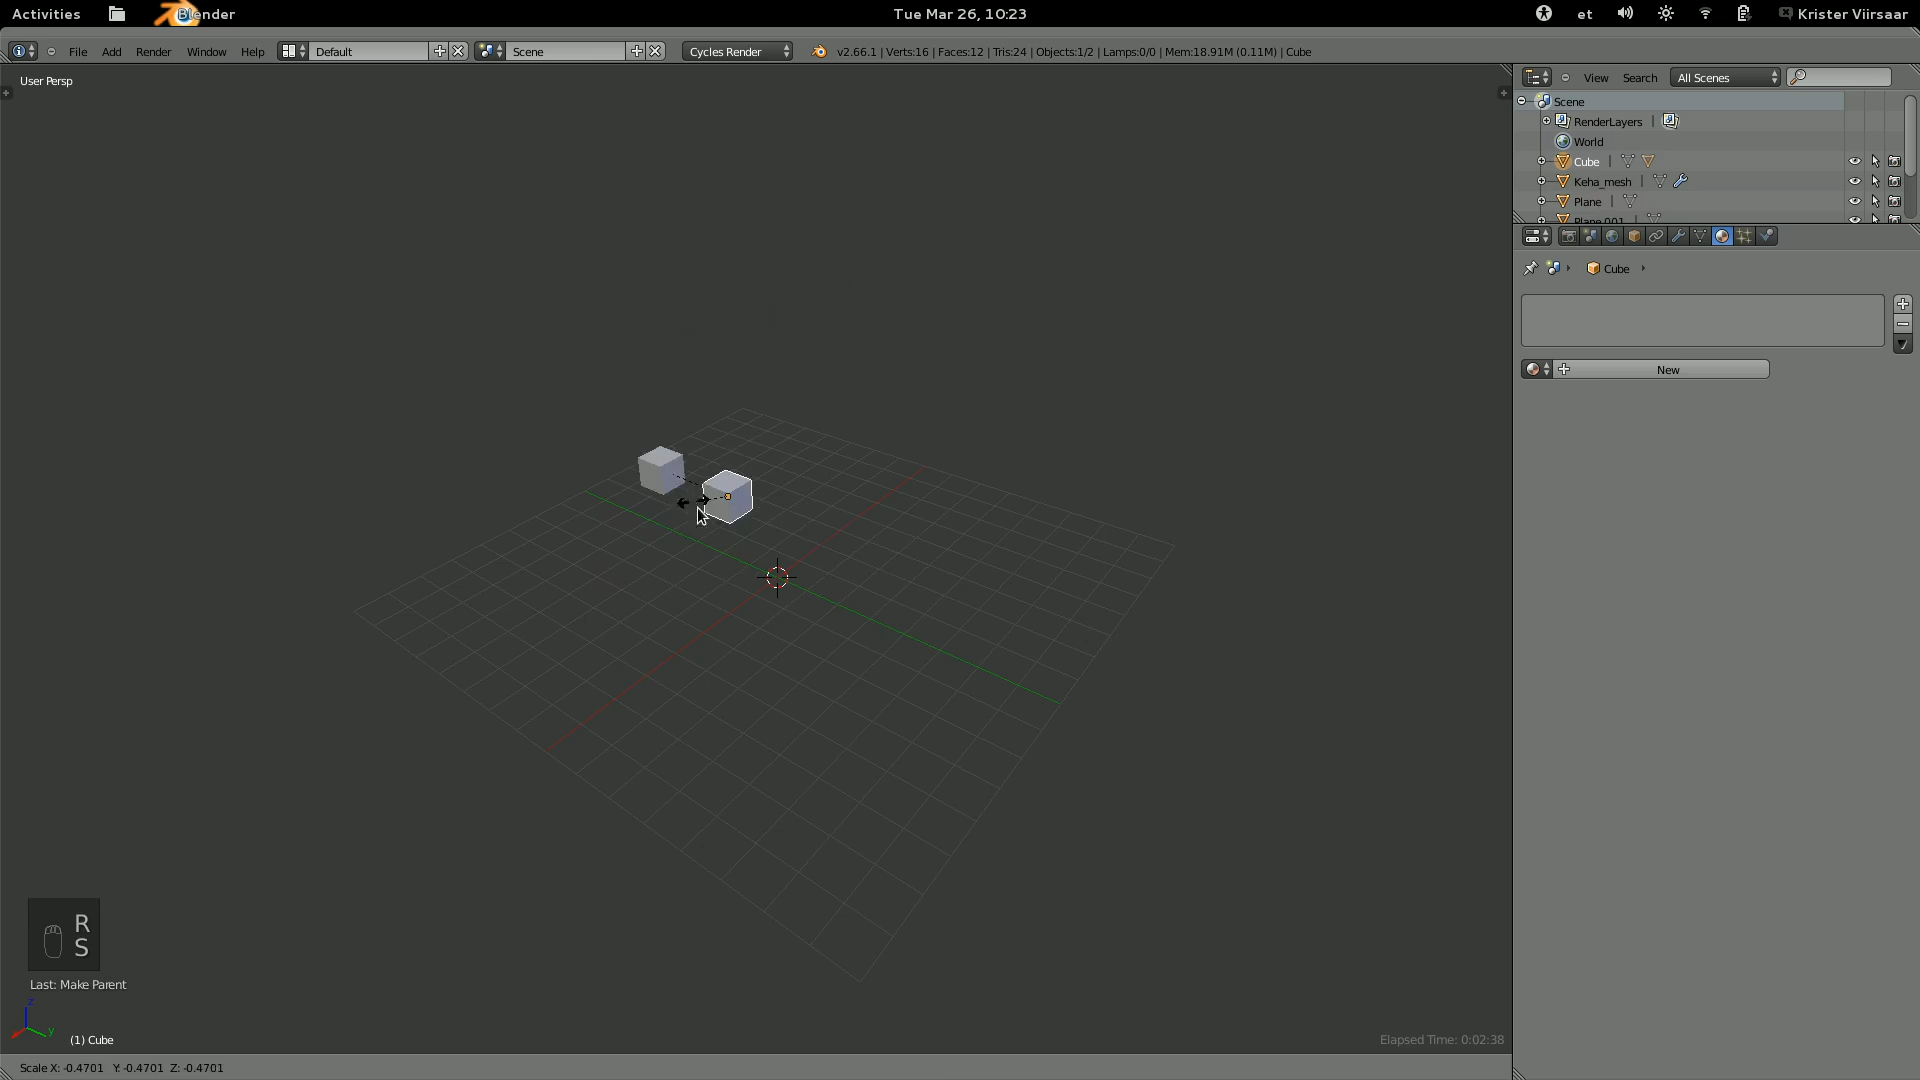 Activities Blender Tue Mar 26, 10:23 et Krister Viirsaar
File Add Render Window Help Default Scene Cycles Render v2.66.1 | Verts:16 | Faces:12 | Tris:24 | Objects:1/2 | Lamps:0/0 | Mem:18.91M (0.11M) | Cube
User Persp
View Search All Scenes
Scene
RenderLayers |
World
Cube |
Keha_mesh |
Plane |
Plane.001
Cube
New
R
S
Last: Make Parent
z
y
(1) Cube
Elapsed Time: 0:02:38
Scale X: -0.4701 Y: -0.4701 Z: -0.4701